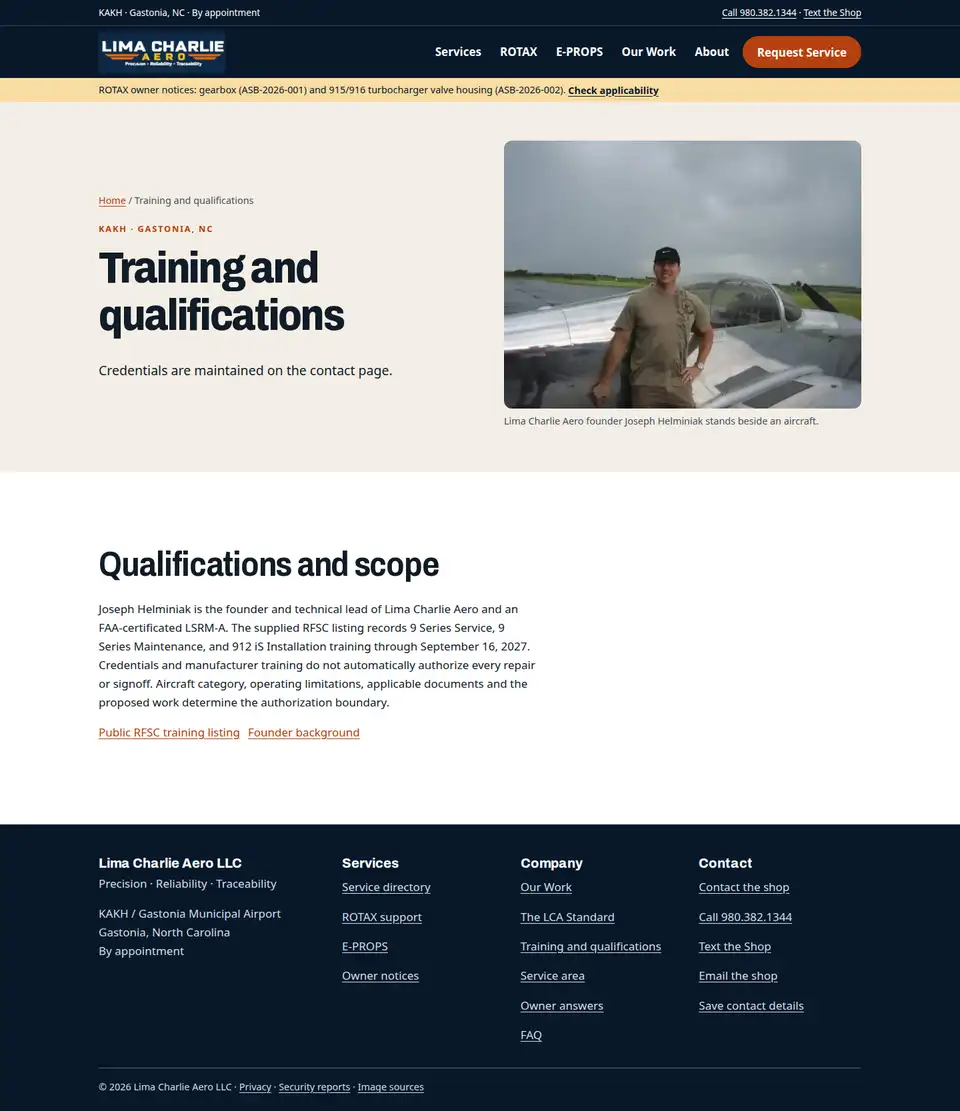 KAKH · Gastonia, NC · By appointment
Call 980.382.1344 · Text the Shop
LIMA CHARLIE
AERO
Precision • Reliability • Traceability
Services
ROTAX
E-PROPS
Our Work
About
Request Service
ROTAX owner notices: gearbox (ASB-2026-001) and 915/916 turbocharger valve housing (ASB-2026-002). Check applicability
Home / Training and qualifications
KAKH · GASTONIA, NC
Training and
qualifications
Credentials are maintained on the contact page.
Lima Charlie Aero founder Joseph Helminiak stands beside an aircraft.
Qualifications and scope
Joseph Helminiak is the founder and technical lead of Lima Charlie Aero and an
FAA-certificated LSRM-A. The supplied RFSC listing records 9 Series Service, 9
Series Maintenance, and 912 iS Installation training through September 16, 2027.
Credentials and manufacturer training do not automatically authorize every repair
or signoff. Aircraft category, operating limitations, applicable documents and the
proposed work determine the authorization boundary.
Public RFSC training listing Founder background
Lima Charlie Aero LLC
Precision · Reliability · Traceability
KAKH / Gastonia Municipal Airport
Gastonia, North Carolina
By appointment
Services
Service directory
ROTAX support
E-PROPS
Owner notices
Company
Our Work
The LCA Standard
Training and qualifications
Service area
Owner answers
FAQ
Contact
Contact the shop
Call 980.382.1344
Text the Shop
Email the shop
Save contact details
© 2026 Lima Charlie Aero LLC · Privacy · Security reports · Image sources